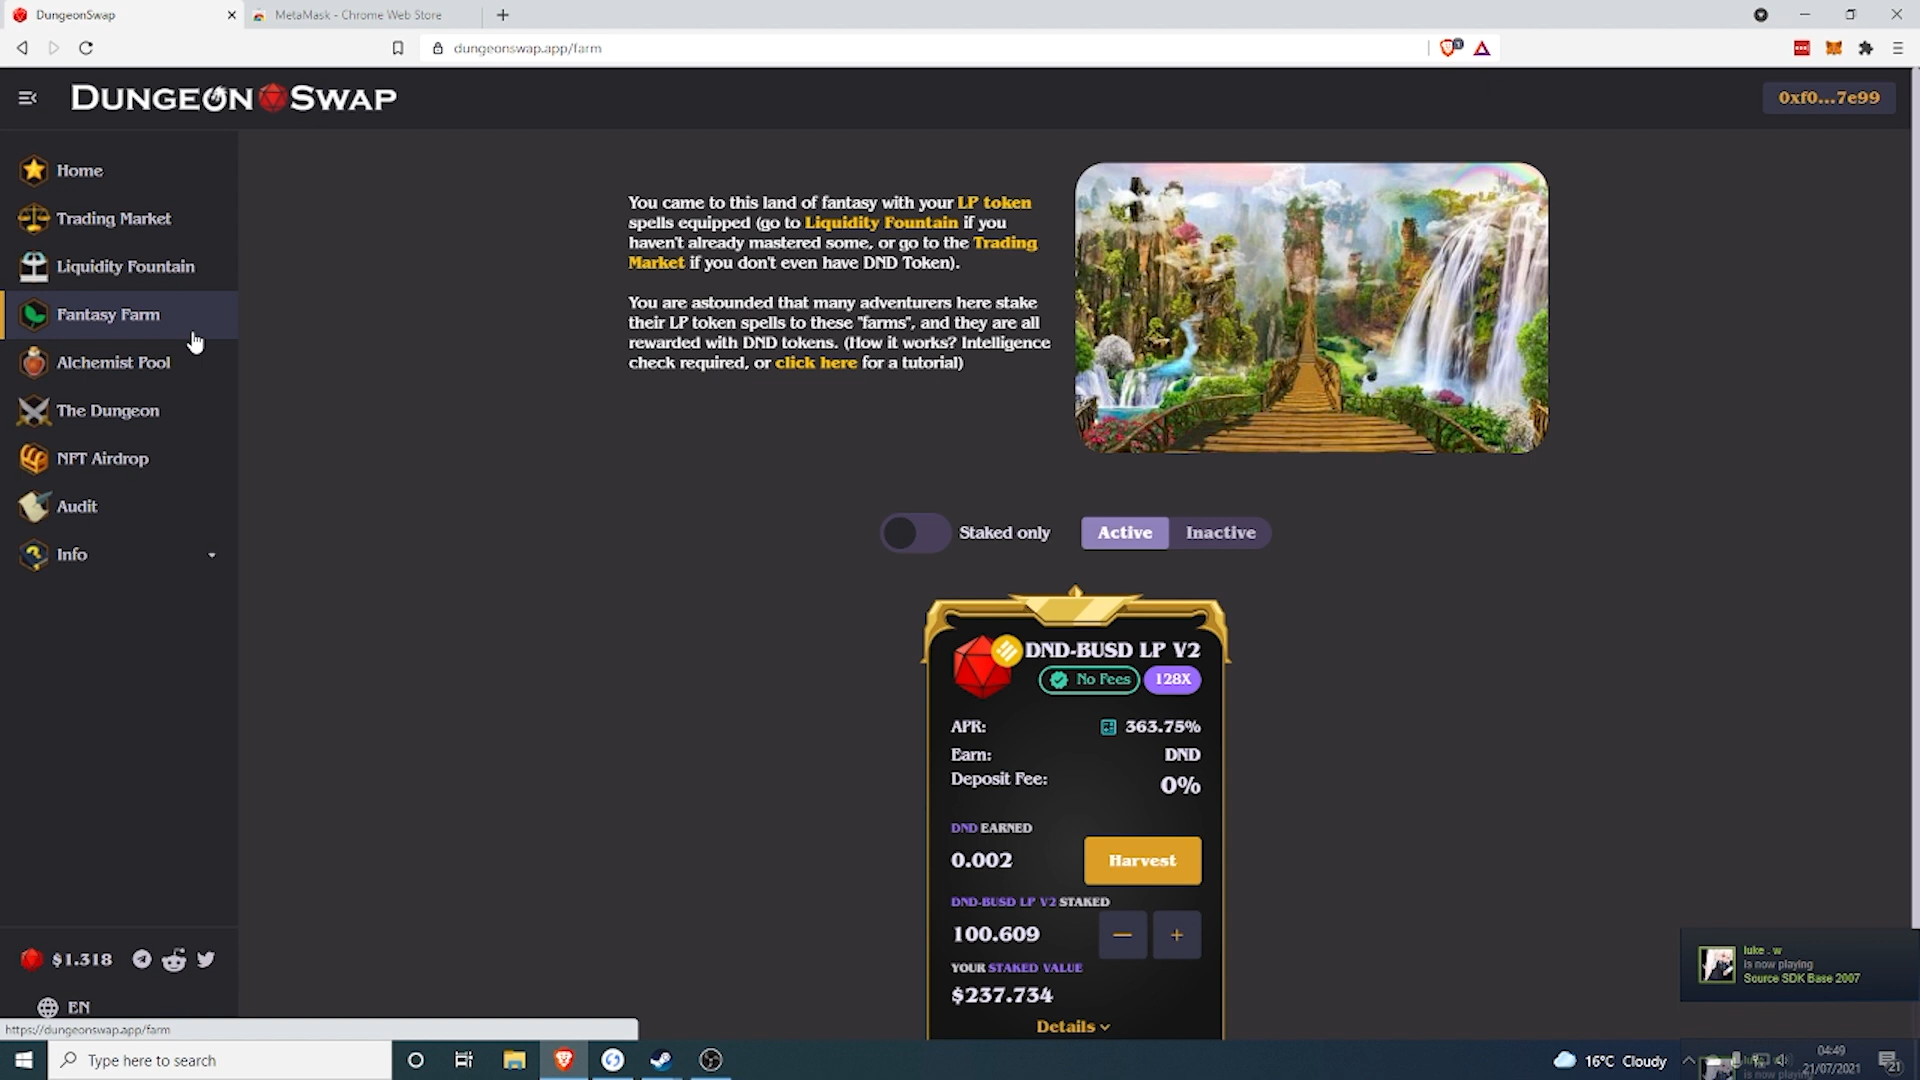 DungeonSwap
MetaMask - Chrome Web Store
dungeonswap.app/farm
DUNGEON SWAP
0xf0...7e99
Home
Trading Market
Liquidity Fountain
Fantasy Farm
Alchemist Pool
The Dungeon
NFT Airdrop
Audit
Info
$1.318
EN
https://dungeonswap.app/farm
You came to this land of fantasy with your LP token
spells equipped (go to Liquidity Fountain if you
haven't already mastered some, or go to the Trading
Market if you don't even have DND Token).
You are astounded that many adventurers here stake
their LP token spells to these "farms", and they are all
rewarded with DND tokens. (How it works? Intelligence
check required, or click here for a tutorial)
Staked only
Active
Inactive
DND-BUSD LP V2
No Fees
128X
APR:
363.75%
Earn:
DND
Deposit Fee:
0%
DND EARNED
0.002
Harvest
DND-BUSD LP V2 STAKED
100.609
YOUR STAKED VALUE
$237.734
Details
luke . w
is now playing
Source SDK Base 2007
Type here to search
16°C Cloudy
04:49
21/07/2021
21